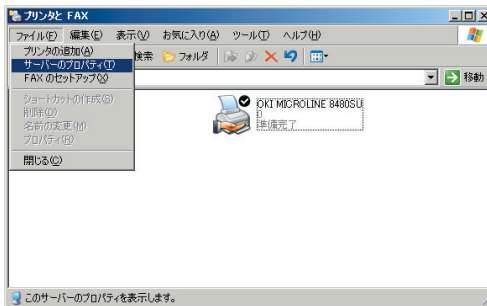 プリンタと FAX
ファイル(F) 編集(E) 表示(V) お気に入り(A) ツール(T) ヘルプ(H)
プリンタの追加(A)
サーバーのプロパティ(T)
FAX のセットアップ(X)
ショートカットの作成(S)
削除(D)
名前の変更(M)
プロパティ(R)
閉じる(C)
検索 フォルダ
移動
OKI MICROLINE 8480SU
0
準備完了
このサーバーのプロパティを表示します。